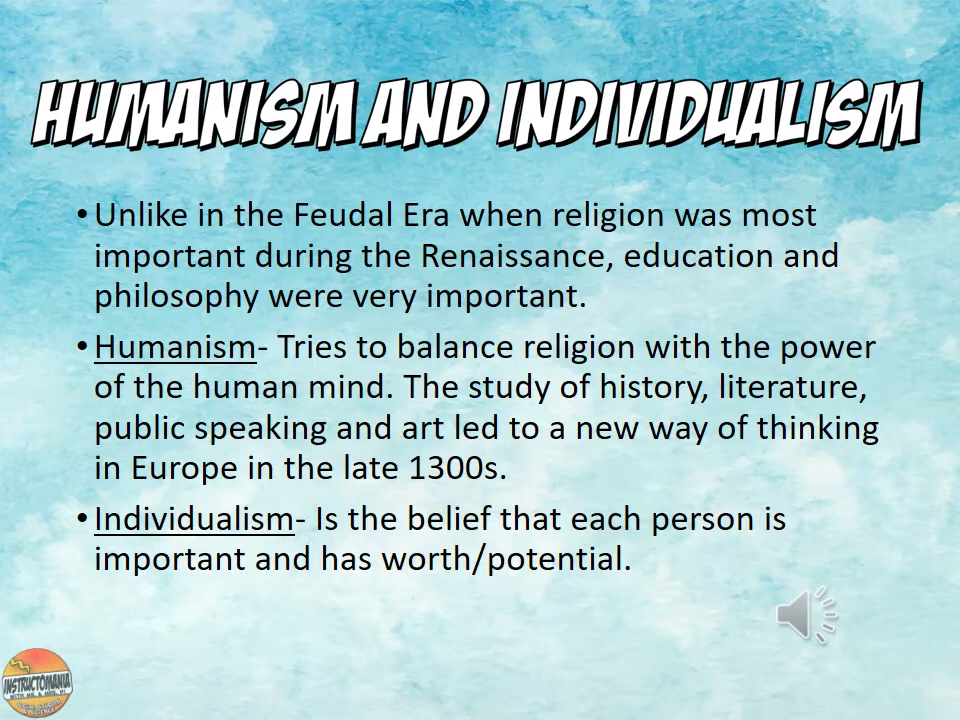 HUMANISM AND INDIVIDUALISM
• Unlike in the Feudal Era when religion was most
important during the Renaissance, education and
philosophy were very important.
• Humanism- Tries to balance religion with the power
of the human mind. The study of history, literature,
public speaking and art led to a new way of thinking
in Europe in the late 1300s.
• Individualism- Is the belief that each person is
important and has worth/potential.
INSTRUCTOMANIA